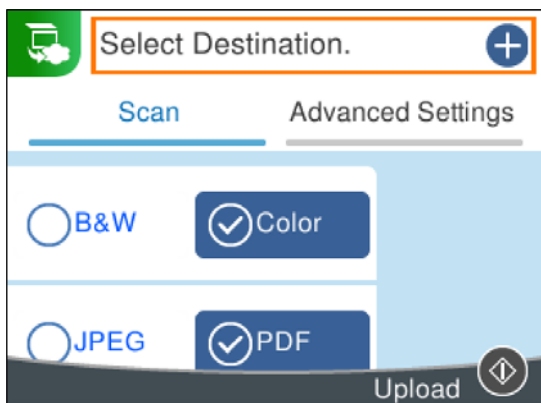 Select Destination.
Scan Advanced Settings
B&W Color
JPEG PDF
Upload